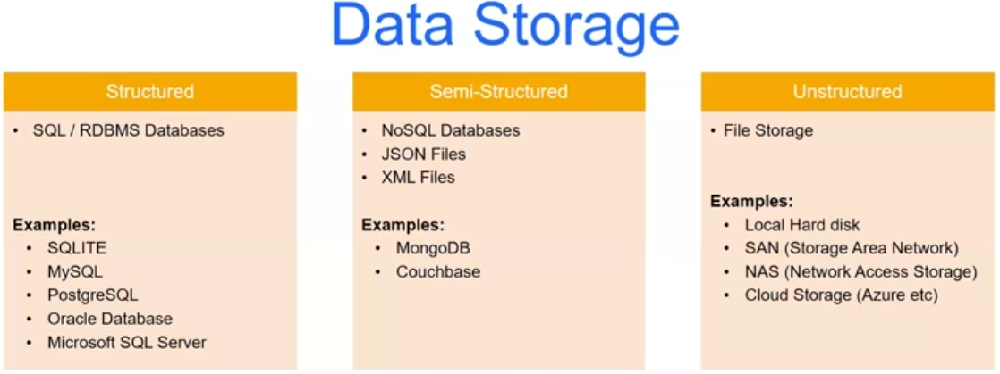 Data Storage
Structured
• SQL / RDBMS Databases
Examples:
• SQLITE
• MySQL
• PostgreSQL
• Oracle Database
• Microsoft SQL Server
Semi-Structured
• NoSQL Databases
• JSON Files
• XML Files
Examples:
• MongoDB
• Couchbase
Unstructured
• File Storage
Examples:
• Local Hard disk
• SAN (Storage Area Network)
• NAS (Network Access Storage)
• Cloud Storage (Azure etc)